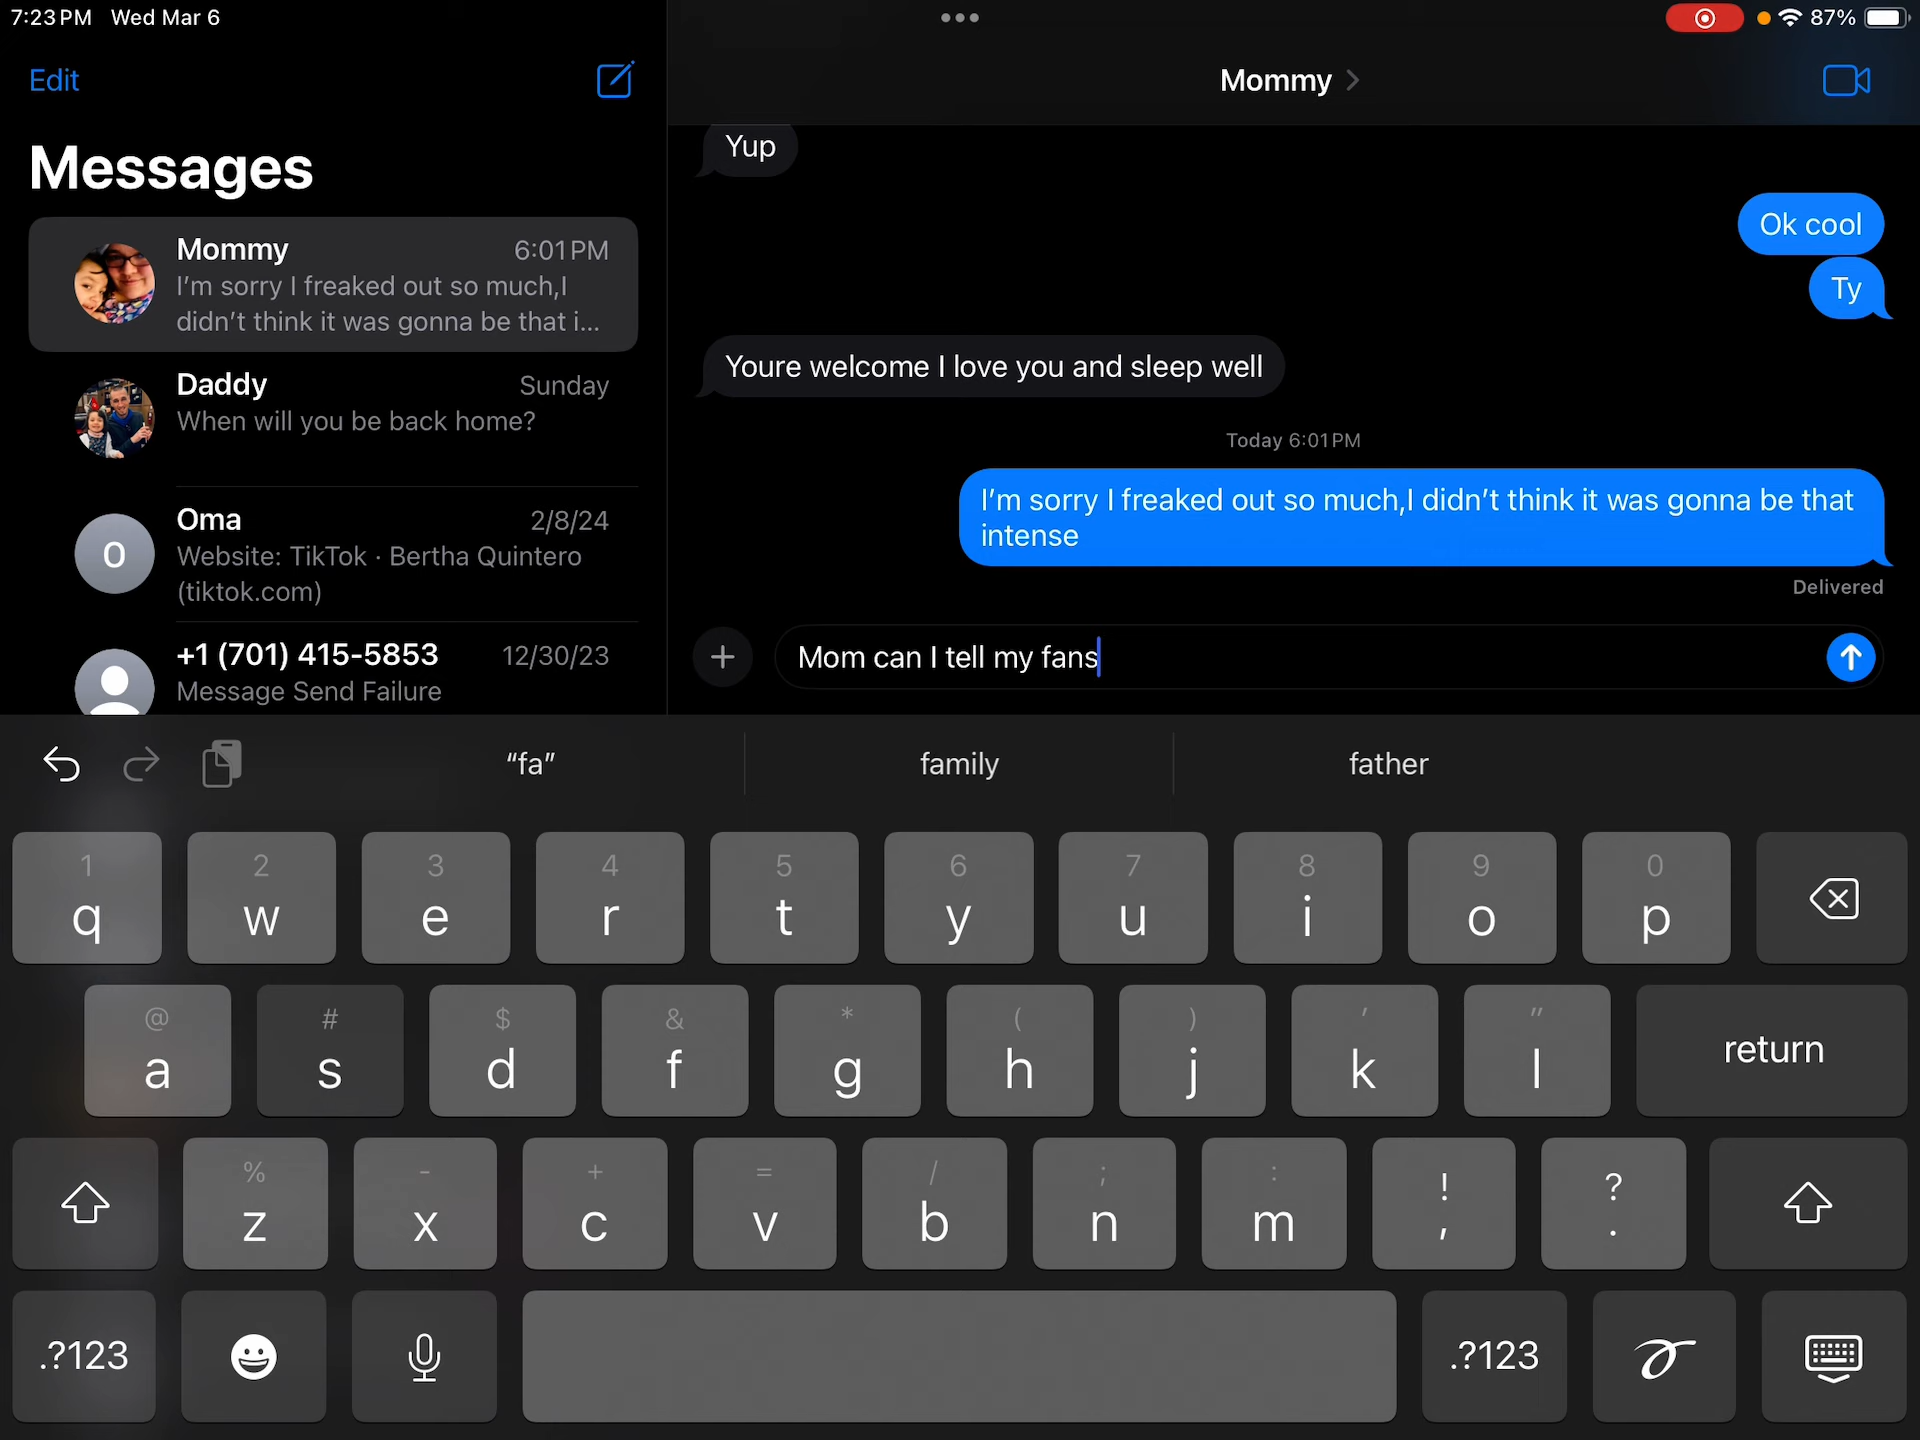 7:23 PM Wed Mar 6
87%
Edit
Messages
Mommy
6:01 PM
I'm sorry I freaked out so much,I
didn't think it was gonna be that i...
Daddy
Sunday
When will you be back home?
O
Oma
2/8/24
Website: TikTok · Bertha Quintero
(tiktok.com)
+1 (701) 415-5853
12/30/23
Message Send Failure
Mommy
Yup
Ok cool
Ty
Youre welcome I love you and sleep well
Today 6:01 PM
I'm sorry I freaked out so much,I didn't think it was gonna be that
intense
Delivered
Mom can I tell my fans
“fa” family father
1 2 3 4 5 6 7 8 9 0
q w e r t y u i o p
@ # $ & * ( ) ' "
a s d f g h j k l return
% - + = / ; : ! ?
z x c v b n m , .
.?123 .?123